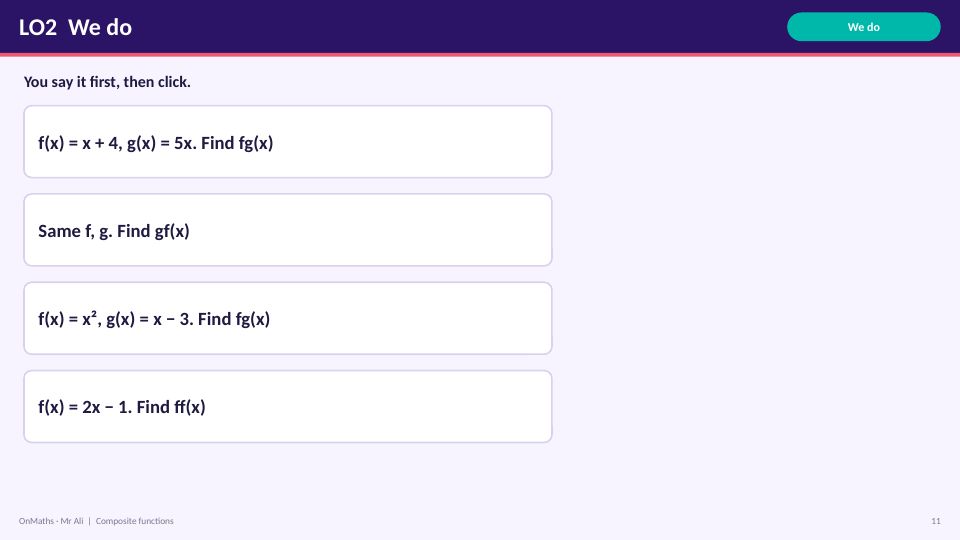 LO2 We do
We do
You say it first, then click.
f(x) = x + 4, g(x) = 5x. Find fg(x)
Same f, g. Find gf(x)
f(x) = x², g(x) = x − 3. Find fg(x)
f(x) = 2x − 1. Find ff(x)
OnMaths - Mr Ali | Composite functions
11